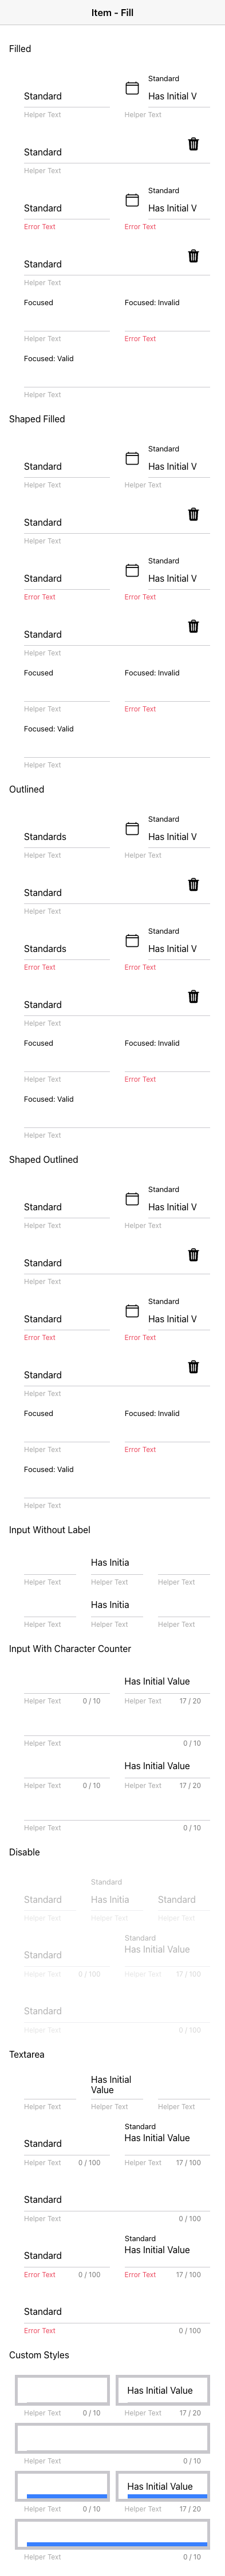 Item - Fill
Filled
Standard
Standard Has Initial V
Helper Text Helper Text
Standard
Helper Text
Standard
Standard Has Initial V
Error Text Error Text
Standard
Helper Text
Focused Focused: Invalid
Helper Text Error Text
Focused: Valid
Helper Text
Shaped Filled
Standard
Standard Has Initial V
Helper Text Helper Text
Standard
Helper Text
Standard
Standard Has Initial V
Error Text Error Text
Standard
Helper Text
Focused Focused: Invalid
Helper Text Error Text
Focused: Valid
Helper Text
Outlined
Standard
Standards Has Initial V
Helper Text Helper Text
Standard
Helper Text
Standard
Standards Has Initial V
Error Text Error Text
Standard
Helper Text
Focused Focused: Invalid
Helper Text Error Text
Focused: Valid
Helper Text
Shaped Outlined
Standard
Standard Has Initial V
Helper Text Helper Text
Standard
Helper Text
Standard
Standard Has Initial V
Error Text Error Text
Standard
Helper Text
Focused Focused: Invalid
Helper Text Error Text
Focused: Valid
Helper Text
Input Without Label
Has Initia
Helper Text Helper Text Helper Text
Has Initia
Helper Text Helper Text Helper Text
Input With Character Counter
Has Initial Value
Helper Text 0 / 10 Helper Text 17 / 20
Helper Text 0 / 10
Has Initial Value
Helper Text 0 / 10 Helper Text 17 / 20
Helper Text 0 / 10
Disable
Standard
Standard Has Initia Standard
Helper Text Helper Text Helper Text
Standard
Standard Has Initial Value
Helper Text 0 / 100 Helper Text 17 / 100
Standard
Helper Text 0 / 100
Textarea
Has Initial
Value
Helper Text Helper Text Helper Text
Standard
Standard Has Initial Value
Helper Text 0 / 100 Helper Text 17 / 100
Standard
Helper Text 0 / 100
Standard
Standard Has Initial Value
Error Text 0 / 100 Error Text 17 / 100
Standard
Error Text 0 / 100
Custom Styles
Has Initial Value
Helper Text 0 / 10 Helper Text 17 / 20
Helper Text 0 / 10
Has Initial Value
Helper Text 0 / 10 Helper Text 17 / 20
Helper Text 0 / 10